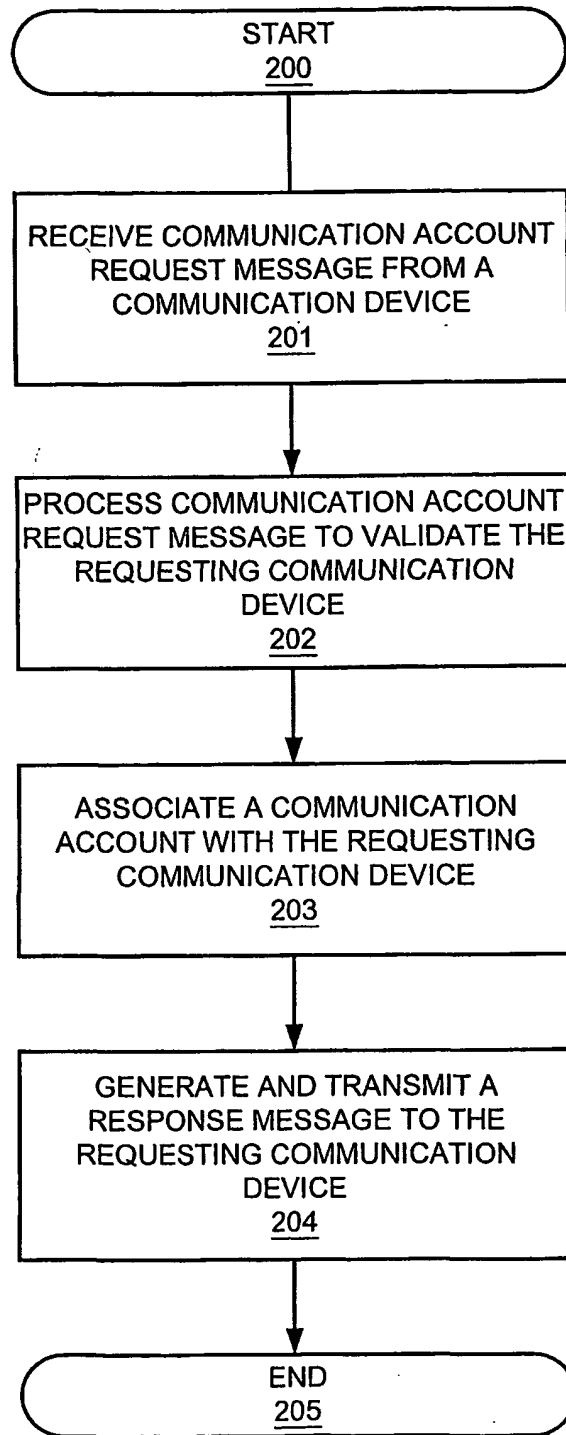 START
200
RECEIVE COMMUNICATION ACCOUNT
REQUEST MESSAGE FROM A
COMMUNICATION DEVICE
201
PROCESS COMMUNICATION ACCOUNT
REQUEST MESSAGE TO VALIDATE THE
REQUESTING COMMUNICATION
DEVICE
202
ASSOCIATE A COMMUNICATION
ACCOUNT WITH THE REQUESTING
COMMUNICATION DEVICE
203
GENERATE AND TRANSMIT A
RESPONSE MESSAGE TO THE
REQUESTING COMMUNICATION
DEVICE
204
END
205